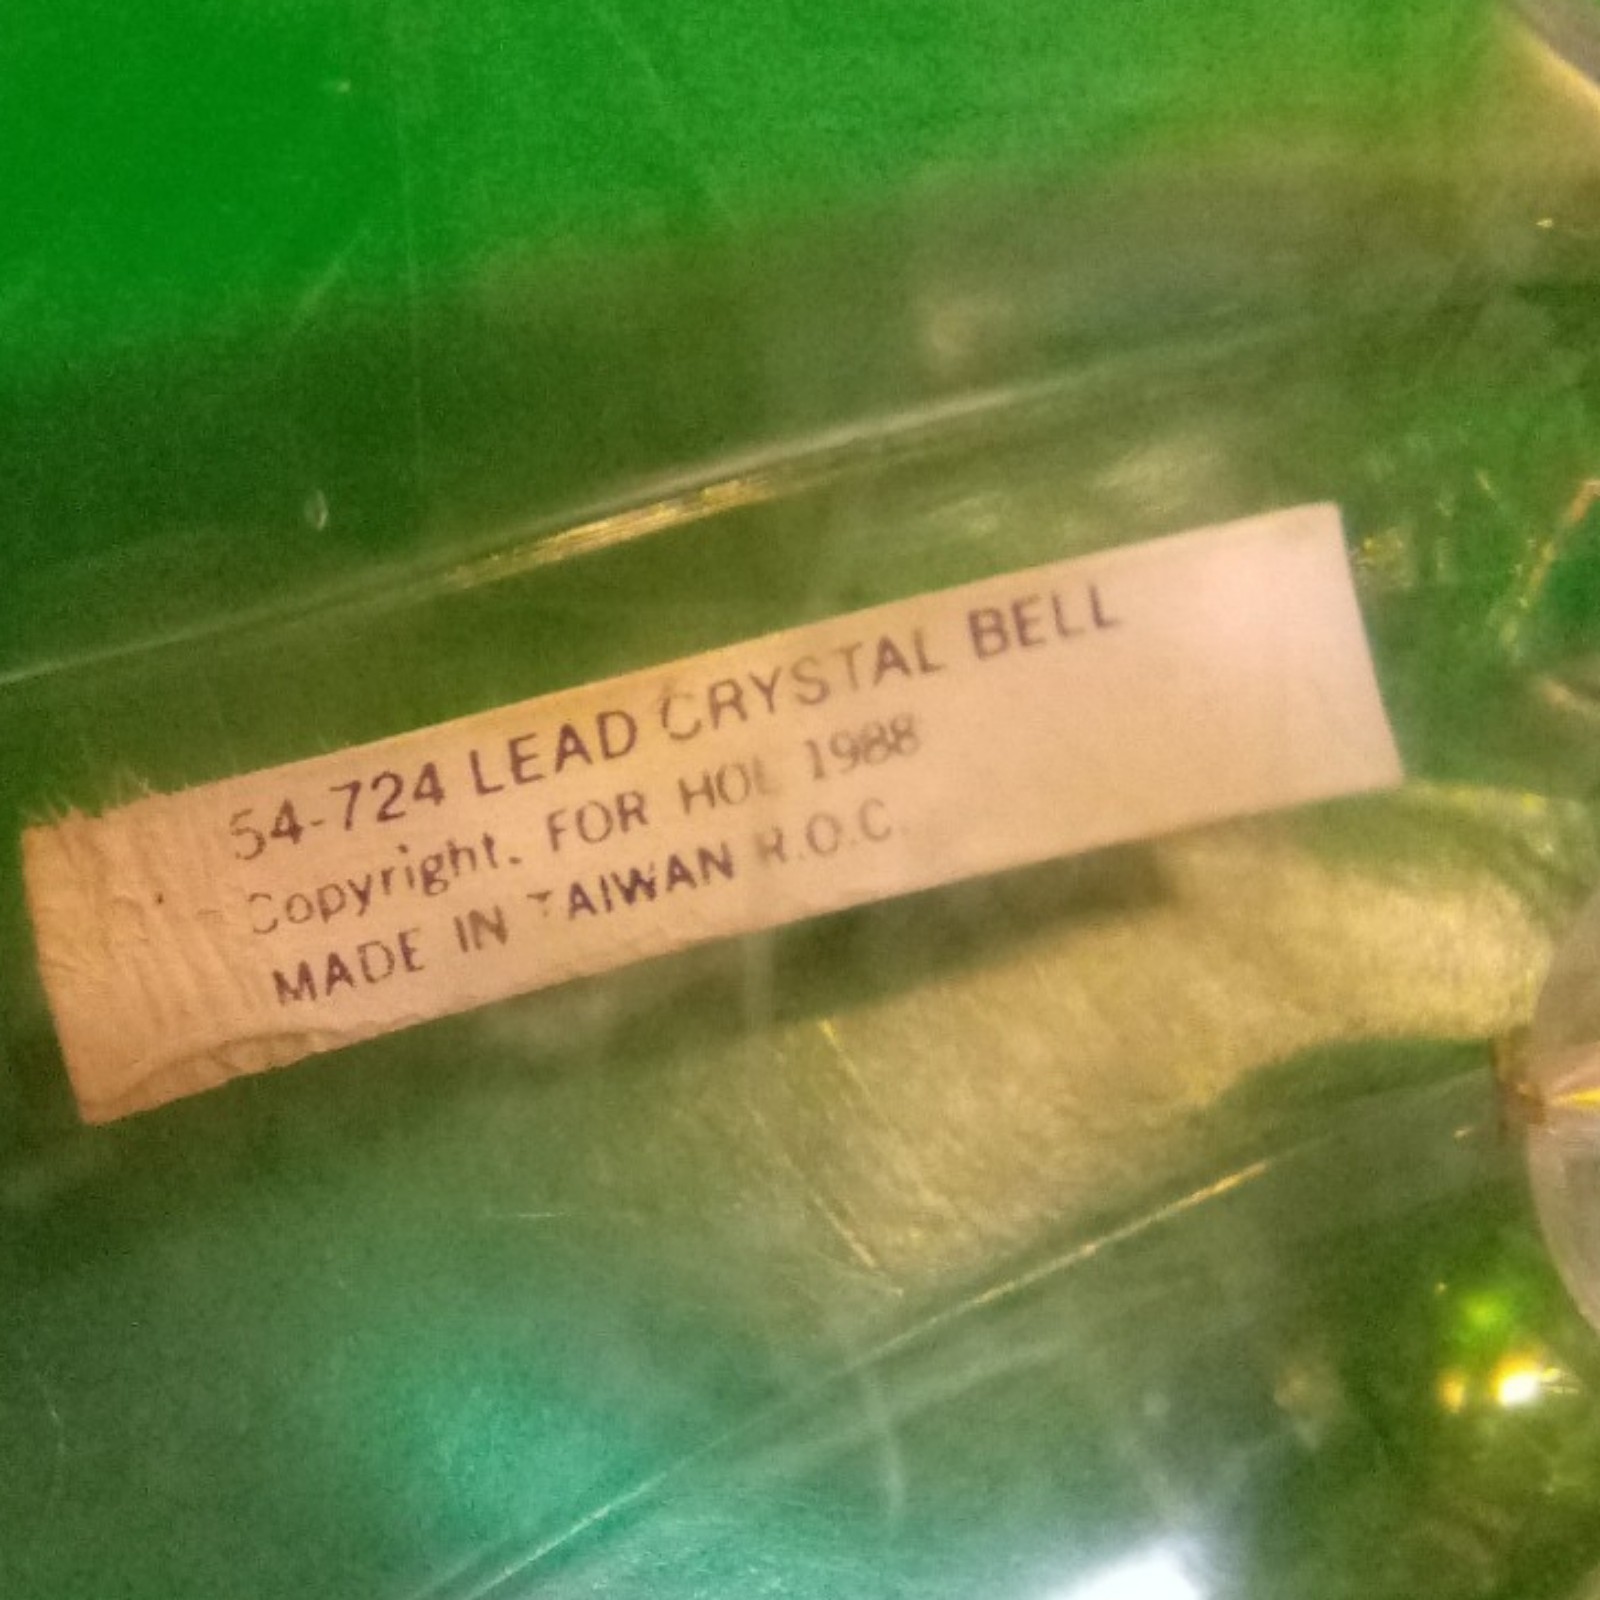 54-724 LEAD CRYSTAL BELL
Copyright. FOR HOL 1988
MADE IN TAIWAN R.O.C.